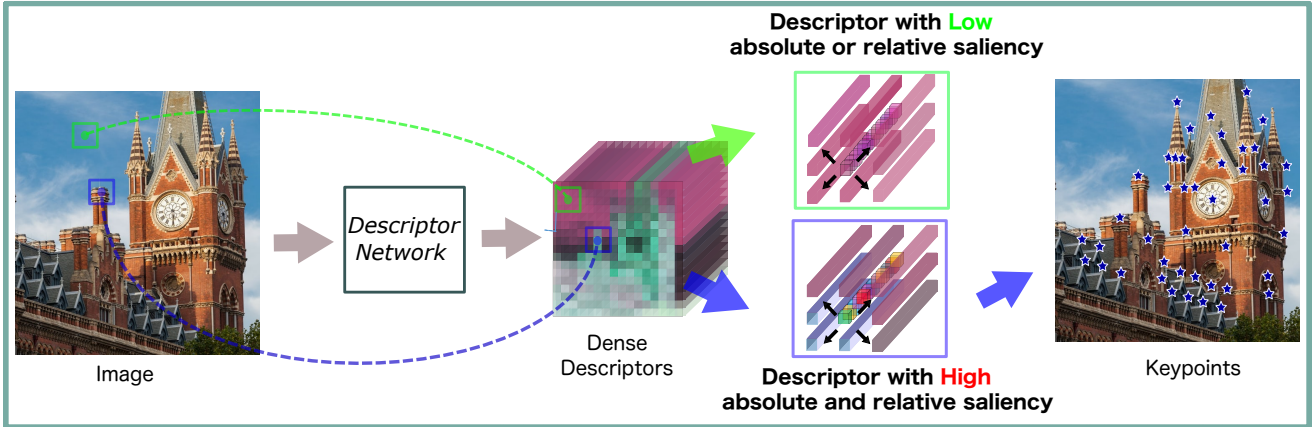 Descriptor with Low
absolute or relative saliency
Descriptor
Network
Image
Dense
Descriptors
Descriptor with High
absolute and relative saliency
Keypoints